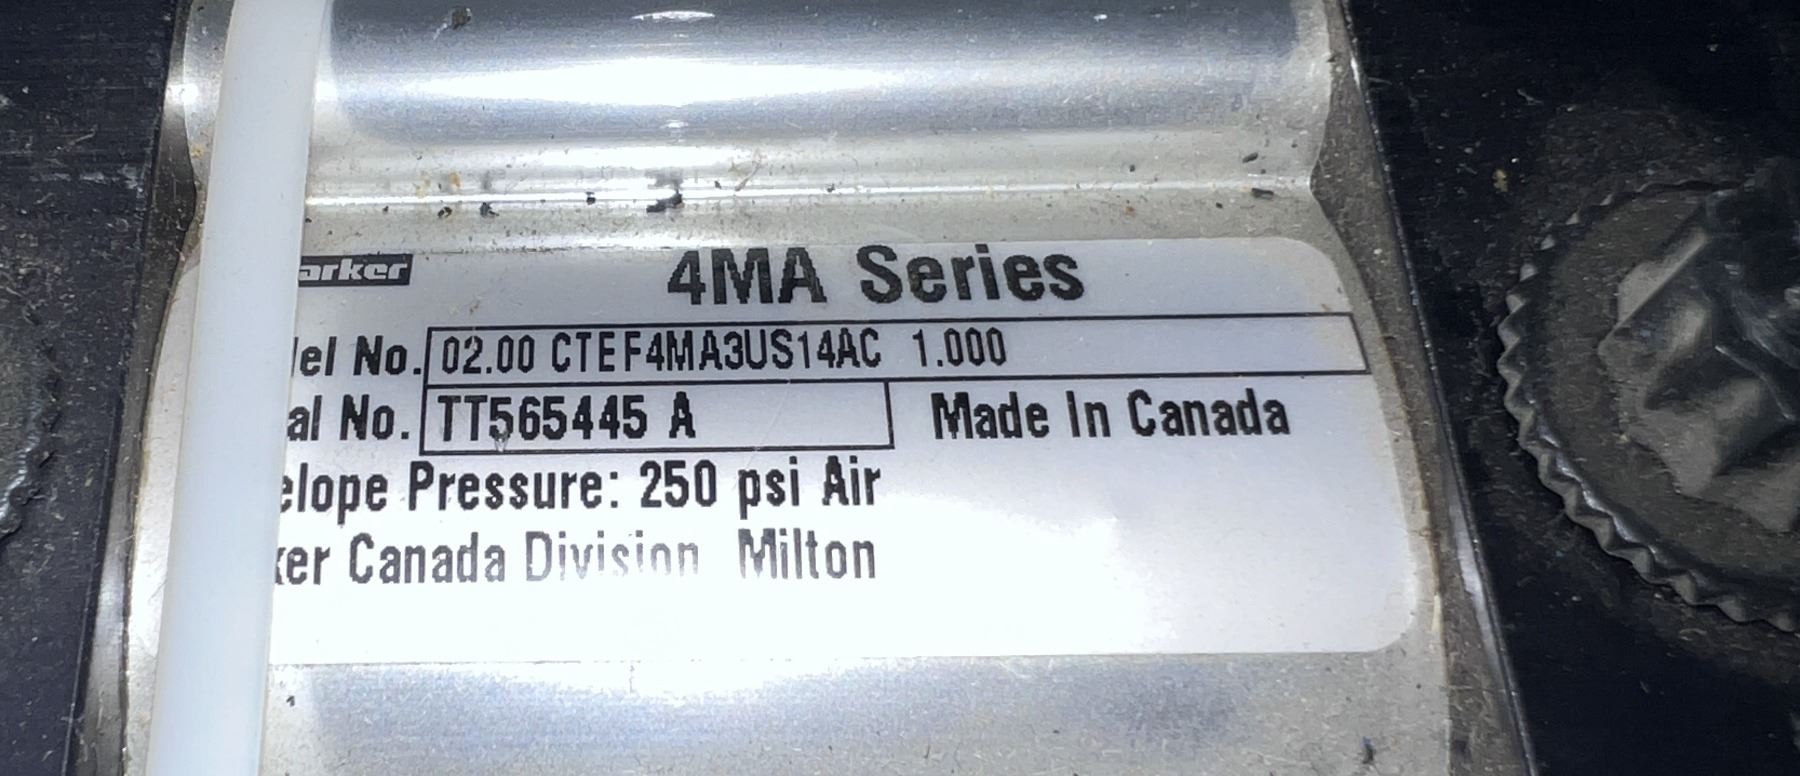 arker
4MA Series
el No. 02.00 CTEF4MA3US14AC 1.000
al No. TT565445 A Made In Canada
elope Pressure: 250 psi Air
ker Canada Division Milton